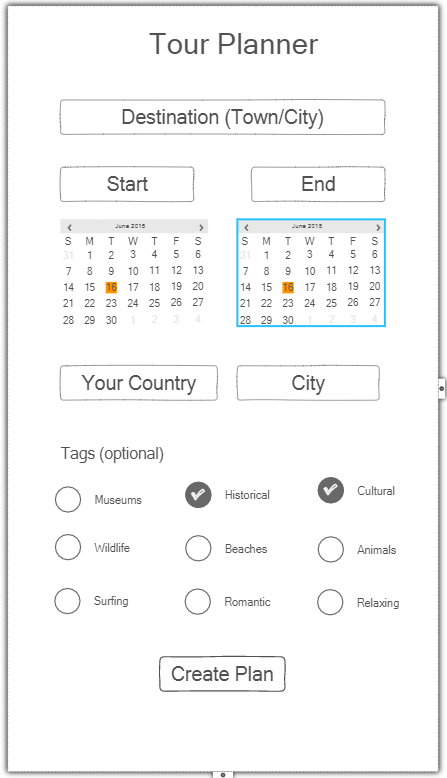 Tour Planner
Destination (Town/City)
Start End
‹ June 2015 › ‹ June 2015 ›
S M T W T F S S M T W T F S
31 1 2 3 4 5 6 31 1 2 3 4 5 6
7 8 9 10 11 12 13 7 8 9 10 11 12 13
14 15 16 17 18 19 20 14 15 16 17 18 19 20
21 22 23 24 25 26 27 21 22 23 24 25 26 27
28 29 30 1 2 3 4 28 29 30 1 2 3 4
Your Country City
Tags (optional)
Museums Historical Cultural
Wildlife Beaches Animals
Surfing Romantic Relaxing
Create Plan